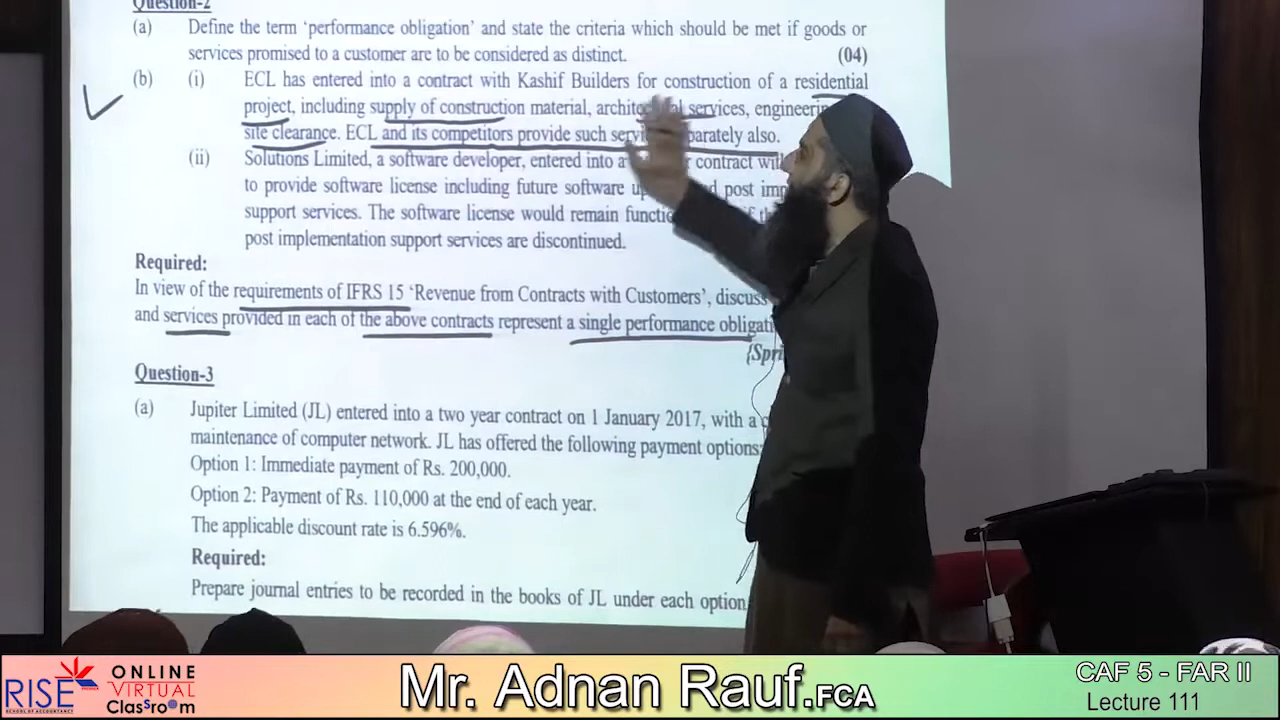 Question-2
(a) Define the term 'performance obligation' and state the criteria which should be met if goods or
services promised to a customer are to be considered as distinct. (04)
(b) (i) ECL has entered into a contract with Kashif Builders for construction of a residential
project, including supply of construction material, services,
site clearance. ECL and its competitors provide such also.
(ii) Solutions Limited, a software developer, entered into a contract
to provide software license including future software and post
support services. The software license would remain
post implementation support services are discontinued.
Required:
In view of the requirements of IFRS 15 'Revenue from Contracts with Customers', discuss
and services provided in each of the above contracts represent a single performance
Question-3
(a) Jupiter Limited (JL) entered into a two year contract on 1 January 2017, with a
maintenance of computer network. JL has offered the following payment options:
Option 1: Immediate payment of Rs. 200,000.
Option 2: Payment of Rs. 110,000 at the end of each year.
The applicable discount rate is 6.596%.
Required:
Prepare journal entries to be recorded in the books of JL under each option.
RISE
SCHOOL OF ACCOUNTANCY
ONLINE
VIRTUAL
ClassroOm
Mr. Adnan Rauf.FCA
CAF 5 - FAR II
Lecture 111